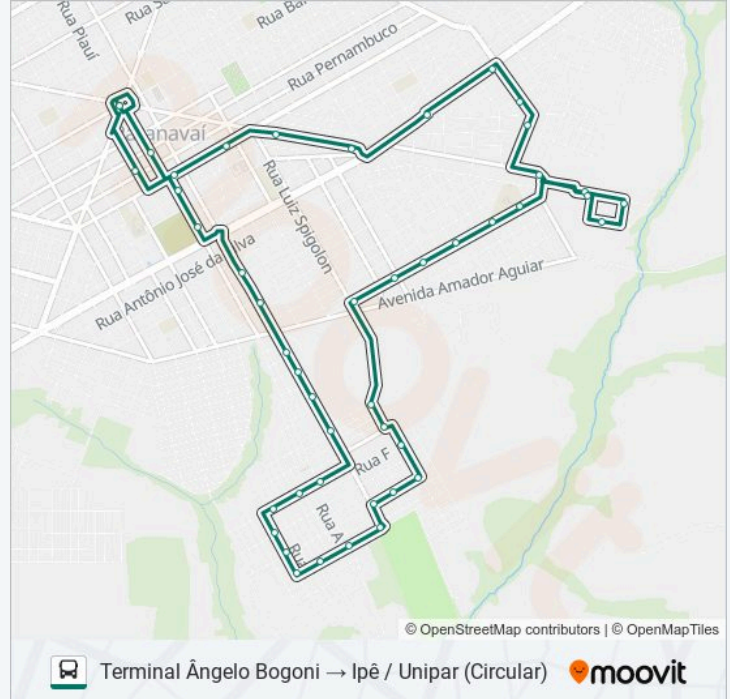 Rua Piauí
Rua Pernambuco
Paranavaí
Rua Luiz Spigolon
Rua Antônio José da Silva
Avenida Amador Aguiar
Rua F
Rua A
© OpenStreetMap contributors | © OpenMapTiles
Terminal Ângelo Bogoni → Ipê / Unipar (Circular)
moovit